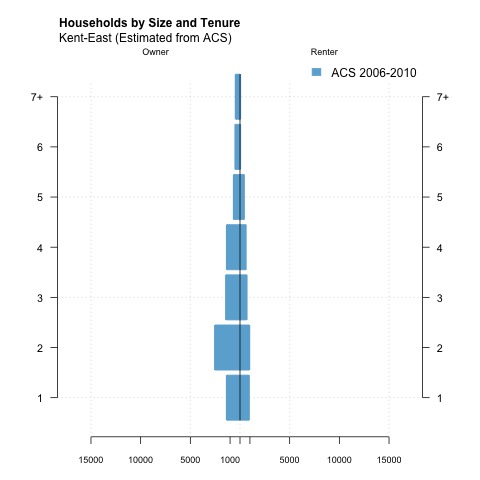 Households by Size and Tenure
Kent-East (Estimated from ACS)
Owner Renter
ACS 2006-2010
7+ 7+
6 6
5 5
4 4
3 3
2 2
1 1
15000 10000 5000 1000 5000 10000 15000